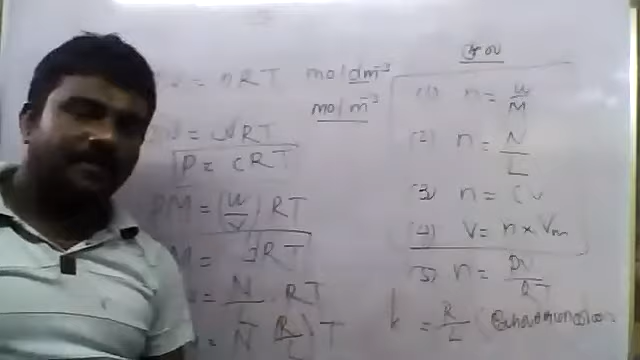 = nRT
mol dm⁻³
mol m⁻³
= wRT
P = CRT
PM = (w/V) RT
M = dRT
= N/L . RT
= N R/L T
(1) n = w/M
(2) n = N/L
(3) n = CV
(4) V = n × Vm
(5) n = PV/RT
k = R/L